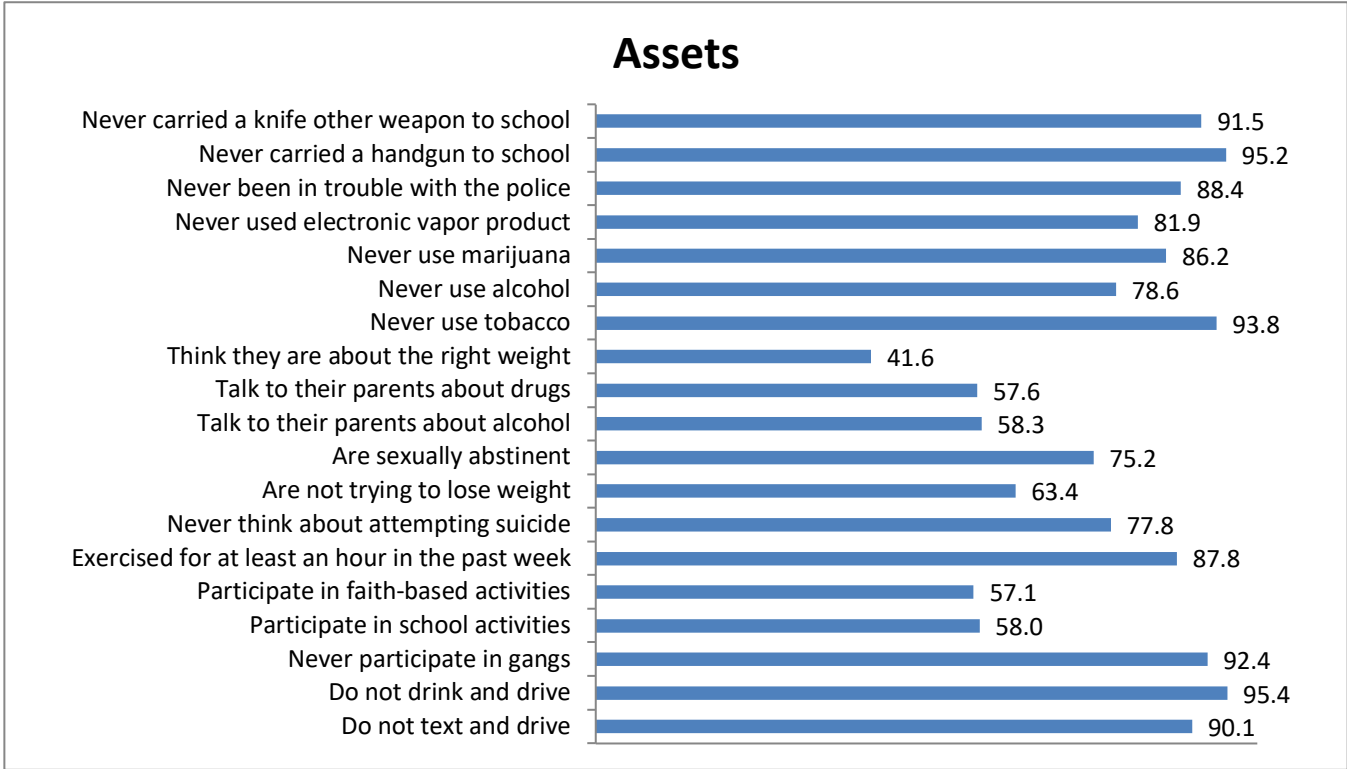 Assets
Never carried a knife other weapon to school 91.5
Never carried a handgun to school 95.2
Never been in trouble with the police 88.4
Never used electronic vapor product 81.9
Never use marijuana 86.2
Never use alcohol 78.6
Never use tobacco 93.8
Think they are about the right weight 41.6
Talk to their parents about drugs 57.6
Talk to their parents about alcohol 58.3
Are sexually abstinent 75.2
Are not trying to lose weight 63.4
Never think about attempting suicide 77.8
Exercised for at least an hour in the past week 87.8
Participate in faith-based activities 57.1
Participate in school activities 58.0
Never participate in gangs 92.4
Do not drink and drive 95.4
Do not text and drive 90.1